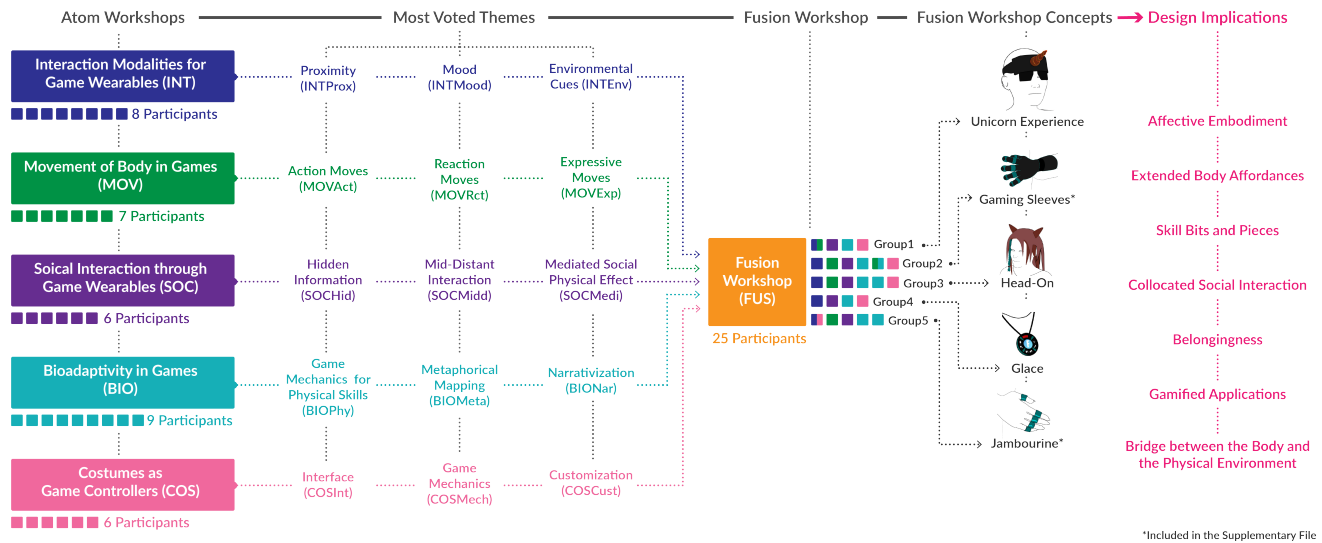 Atom Workshops
Most Voted Themes
Fusion Workshop
Fusion Workshop Concepts
Design Implications
Interaction Modalities for
Game Wearables (INT)
8 Participants
Proximity
(INTProx)
Mood
(INTMood)
Environmental
Cues (INTEnv)
Movement of Body in Games
(MOV)
7 Participants
Action Moves
(MOVAct)
Reaction
Moves
(MOVRct)
Expressive
Moves
(MOVExp)
Soical Interaction through
Game Wearables (SOC)
6 Participants
Hidden
Information
(SOCHid)
Mid-Distant
Interaction
(SOCMidd)
Mediated Social
Physical Effect
(SOCMedi)
Bioadaptivity in Games
(BIO)
9 Participants
Game
Mechanics for
Physical Skills
(BIOPhy)
Metaphorical
Mapping
(BIOMeta)
Narrativization
(BIONar)
Costumes as
Game Controllers (COS)
6 Participants
Interface
(COSInt)
Game
Mechanics
(COSMech)
Customization
(COSCust)
Fusion
Workshop
(FUS)
25 Participants
Group1
Group2
Group3
Group4
Group5
Unicorn Experience
Gaming Sleeves*
Head-On
Glace
Jambourine*
Affective Embodiment
Extended Body Affordances
Skill Bits and Pieces
Collocated Social Interaction
Belongingness
Gamified Applications
Bridge between the Body and
the Physical Environment
*Included in the Supplementary File